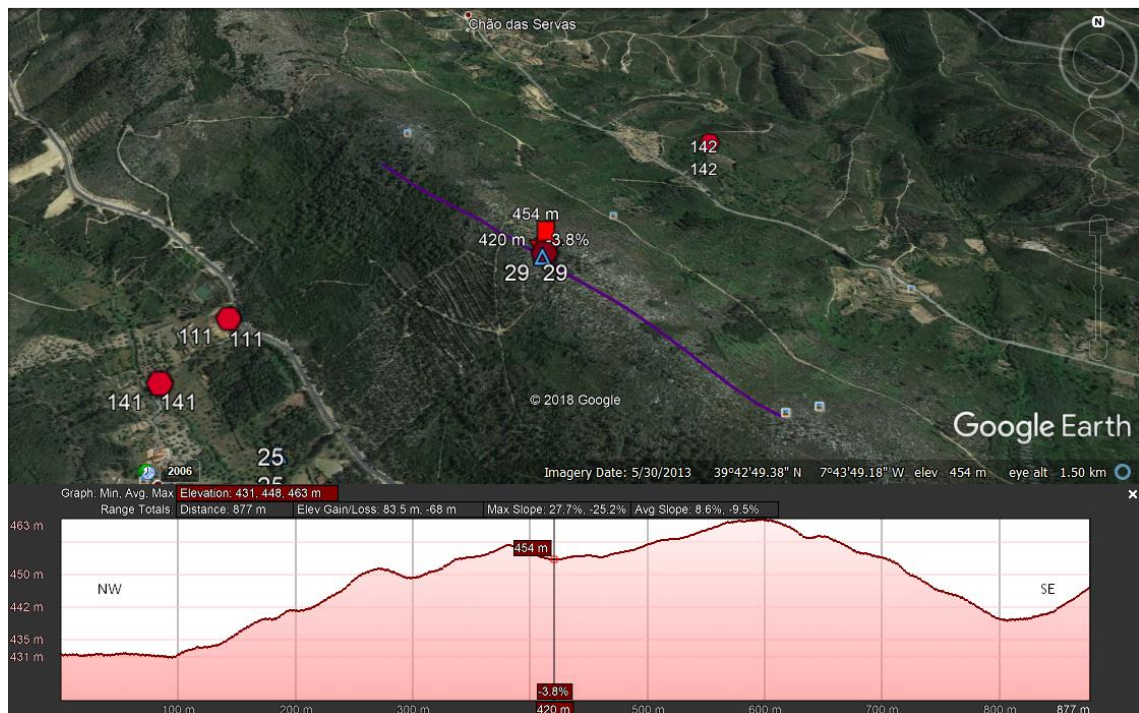 Chão das Servas
N
142
142
454 m
420 m -3.8%
29 29
111 111
141 141
© 2018 Google
Google Earth
25
2006
Imagery Date: 5/30/2013 39°42'49.38" N 7°43'49.18" W elev 454 m eye alt 1.50 km
Graph: Min, Avg, Max Elevation: 431, 448, 463 m
Range Totals: Distance: 877 m Elev Gain/Loss: 83.5 m, -68 m Max Slope: 27.7%, -25.2% Avg Slope: 8.6%, -9.5%
463 m
454 m
450 m
NW SE
442 m
435 m
431 m
-3.8%
100 m 200 m 300 m 420 m 500 m 600 m 700 m 800 m 877 m